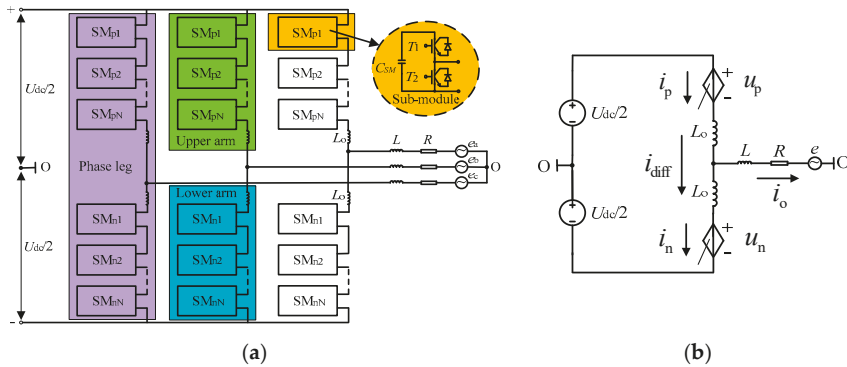 +
SMp1
SMp1
SMp1
SMp2
SMp2
SMp2
SMpN
SMpN
SMpN
Udc/2
Upper arm
CSM
T1
T2
Sub-module
Lo
L
R
ea
eb
ec
O
O
Phase leg
Lower arm
Lo
Udc/2
SMn1
SMn1
SMn1
SMn2
SMn2
SMn2
SMnN
SMnN
SMnN
-
(a)
ip
+
up
-
Udc/2
Lo
O
idiff
L
R
e
O
io
Lo
Udc/2
in
+
un
-
(b)